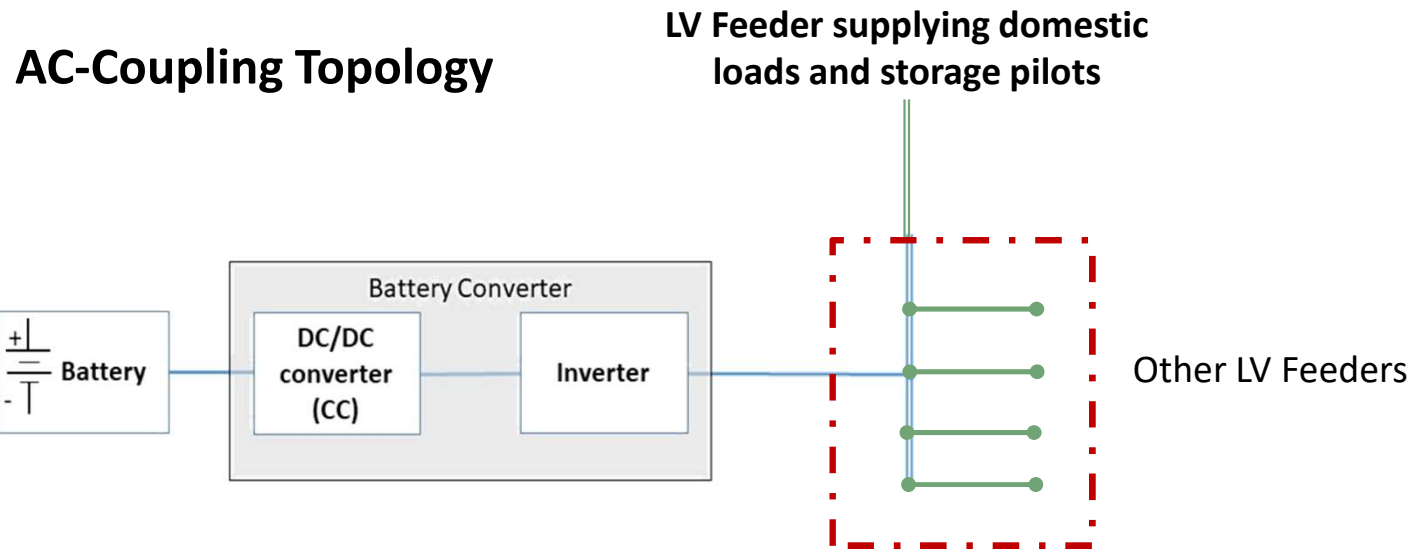 LV Feeder supplying domestic
loads and storage pilots
AC-Coupling Topology
Battery Converter
+
Battery
-
DC/DC
converter
(CC)
Inverter
Other LV Feeders